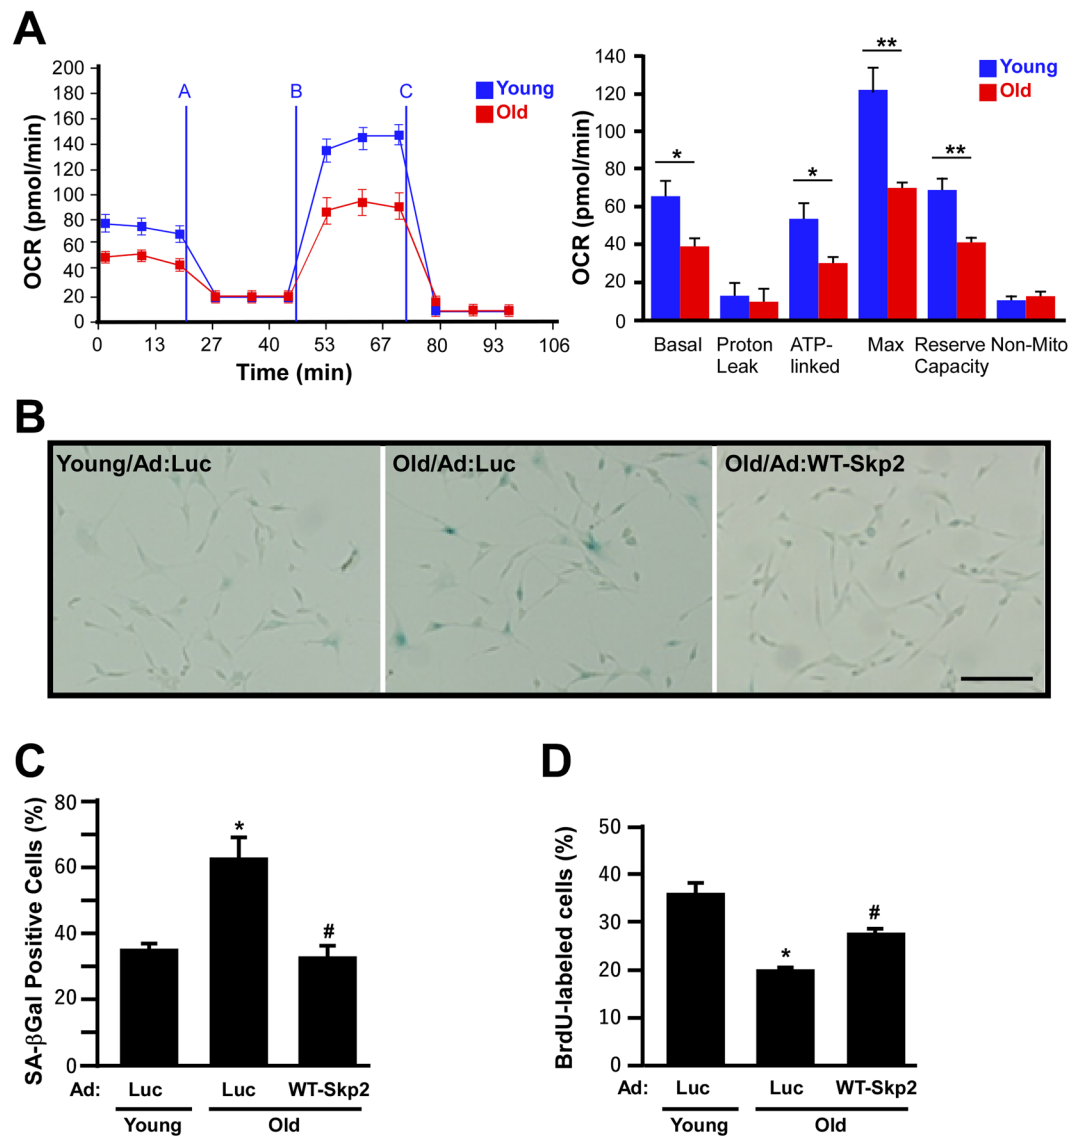 A
200
180
160
140
120
100
80
60
40
20
0
OCR (pmol/min)
A
B
C
Young
Old
0 13 27 40 53 67 80 93 106
Time (min)
140
120
100
80
60
40
20
0
OCR (pmol/min)
Young
Old
*
*
**
**
Basal Proton ATP- Max Reserve Non-Mito
Leak linked Capacity
B
Young/Ad:Luc
Old/Ad:Luc
Old/Ad:WT-Skp2
C
SA-βGal Positive Cells (%)
80
60
40
20
0
*
#
Ad: Luc Luc WT-Skp2
Young Old
D
BrdU-labeled cells (%)
50
40
30
20
10
0
*
#
Ad: Luc Luc WT-Skp2
Young Old